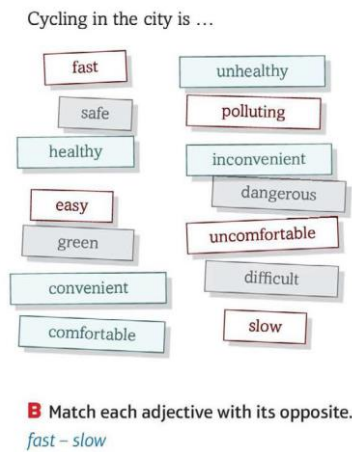 Cycling in the city is ...
fast
unhealthy
safe
polluting
healthy
inconvenient
dangerous
easy
uncomfortable
green
difficult
convenient
comfortable
slow
B Match each adjective with its opposite.
fast – slow